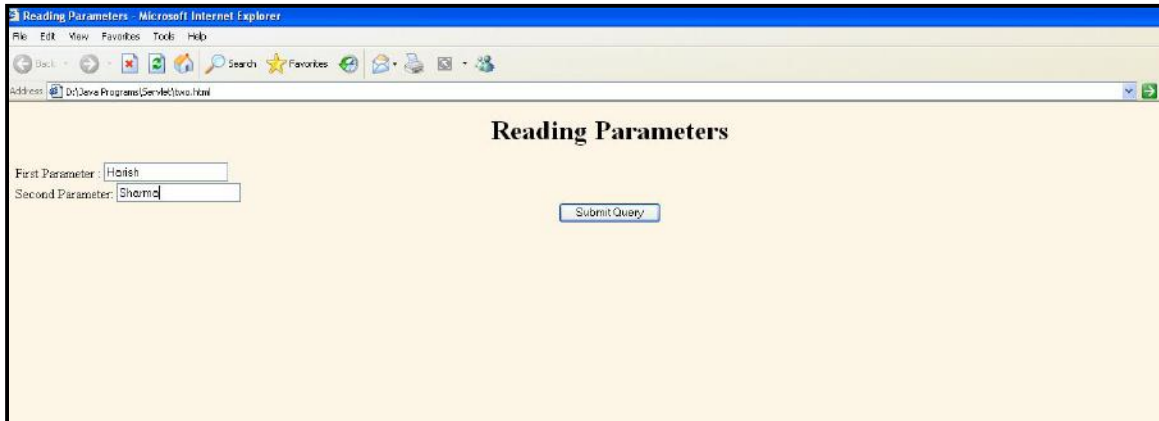 Reading Parameters - Microsoft Internet Explorer
File Edit View Favorites Tools Help
Back Search Favorites
Address D:\Java Programs\Servlet\two.html
Reading Parameters
First Parameter : Harish
Second Parameter: Sharma
Submit Query